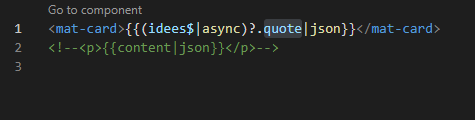 Go to component
1 <mat-card>{{(idees$|async)?.quote|json}}</mat-card>
2 <!--<p>{{content|json}}</p>-->
3